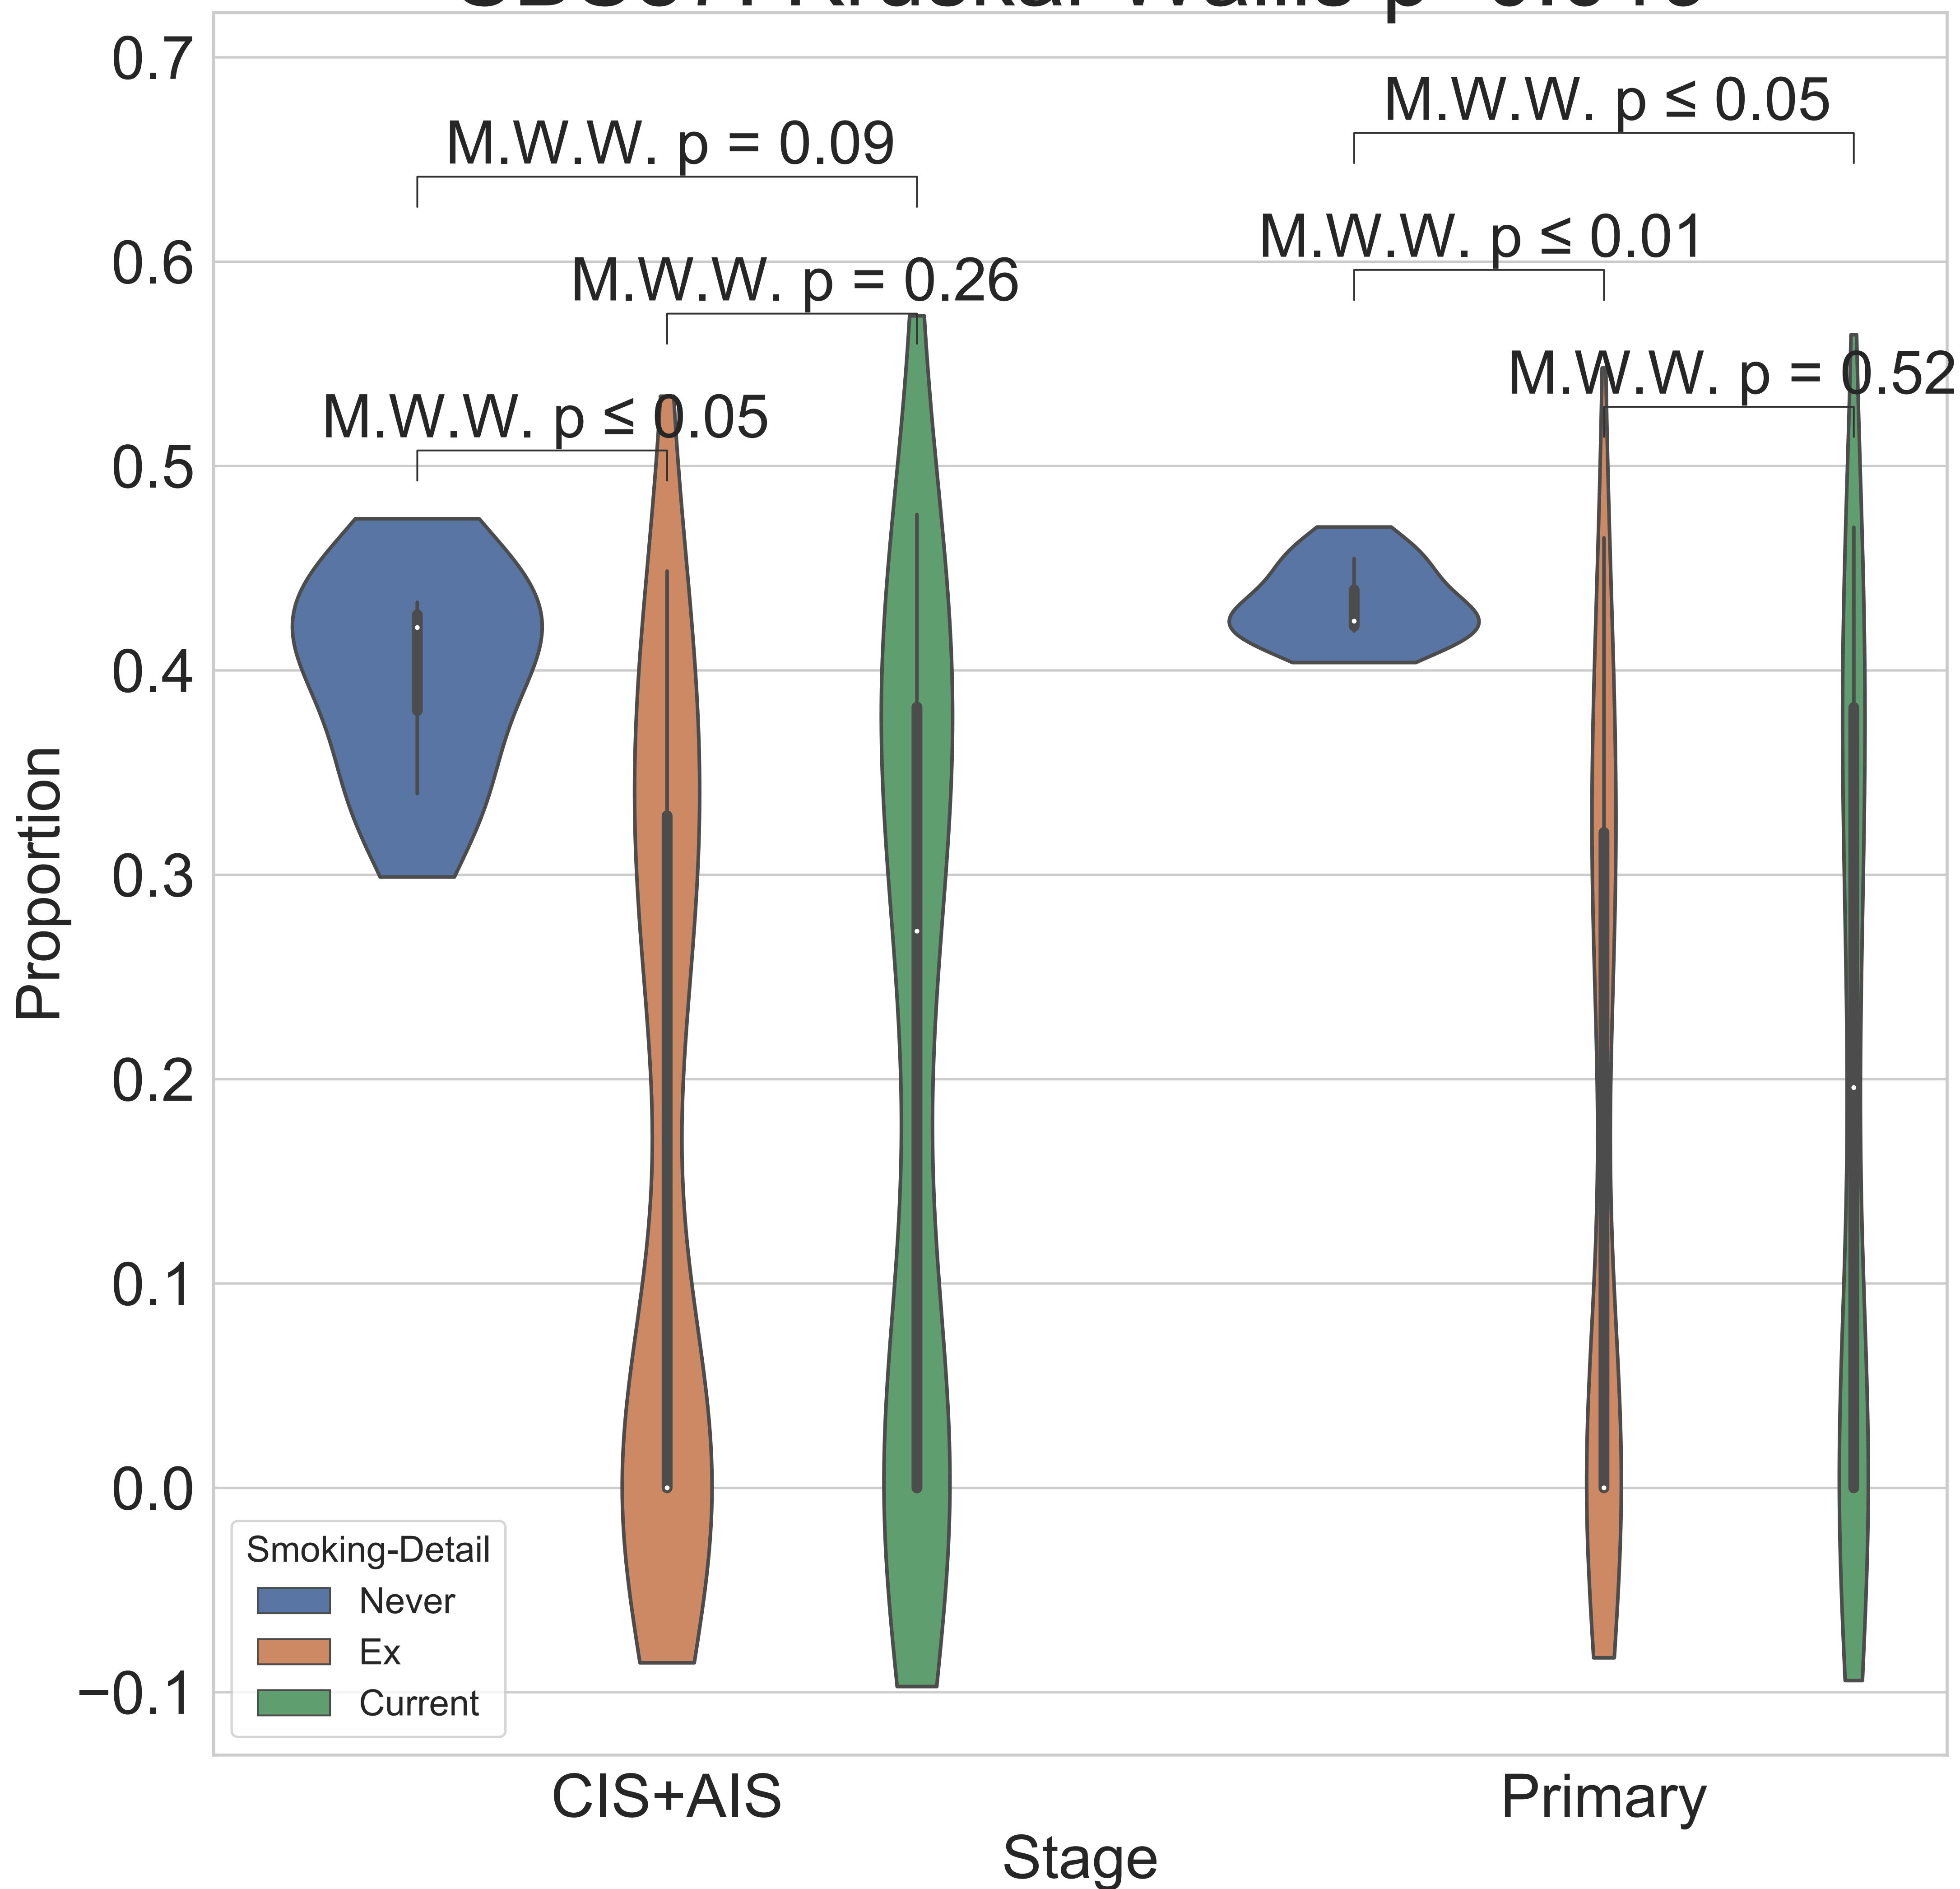 0.7
0.6
0.5
0.4
0.3
0.2
0.1
0.0
−0.1
Proportion
M.W.W. p ≤ 0.05
M.W.W. p = 0.09
M.W.W. p ≤ 0.01
M.W.W. p = 0.26
M.W.W. p = 0.52
M.W.W. p ≤ 0.05
Smoking-Detail
Never
Ex
Current
CIS+AIS
Primary
Stage